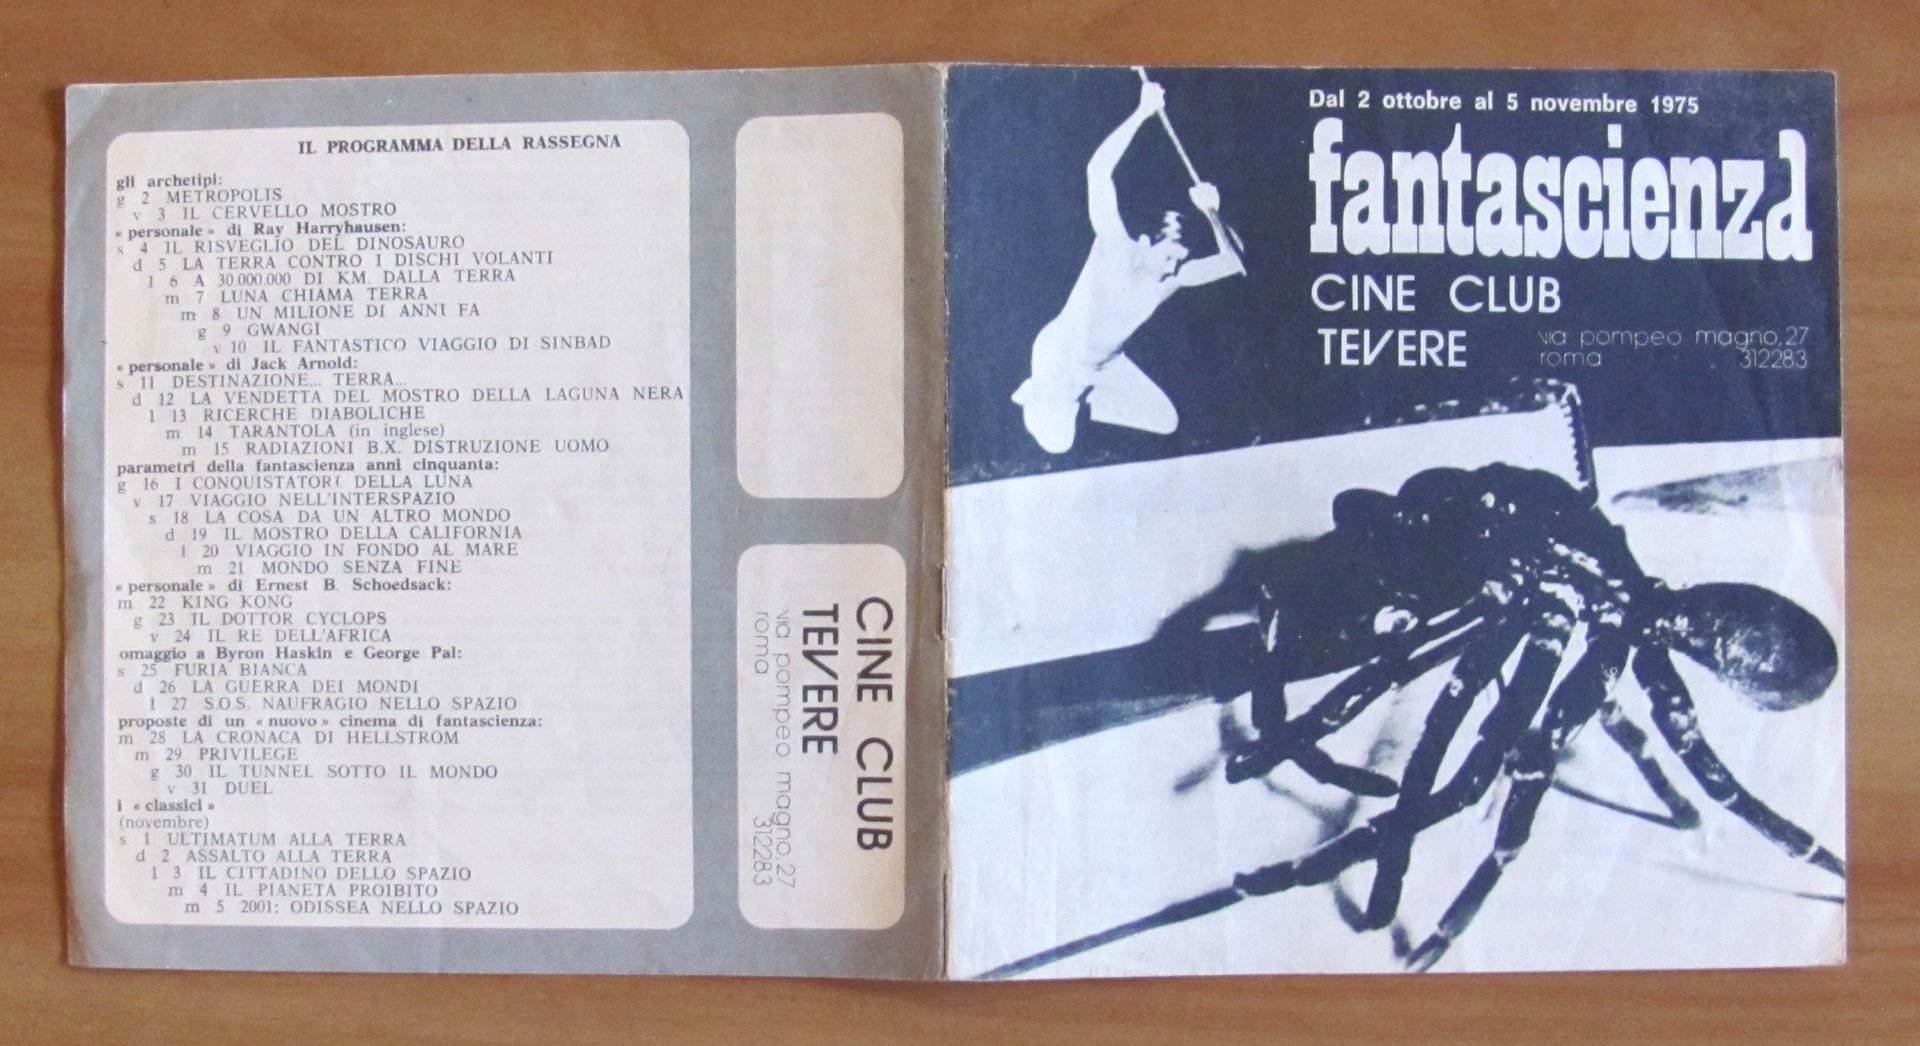 IL PROGRAMMA DELLA RASSEGNA
gli archetipi:
g 2 METROPOLIS
v 3 IL CERVELLO MOSTRO
« personale » di Ray Harryhausen:
s 4 IL RISVEGLIO DEL DINOSAURO
d 5 LA TERRA CONTRO I DISCHI VOLANTI
l 6 A 30.000.000 DI KM. DALLA TERRA
m 7 LUNA CHIAMA TERRA
m 8 UN MILIONE DI ANNI FA
g 9 GWANGI
v 10 IL FANTASTICO VIAGGIO DI SINBAD
« personale » di Jack Arnold:
s 11 DESTINAZIONE... TERRA...
d 12 LA VENDETTA DEL MOSTRO DELLA LAGUNA NERA
l 13 RICERCHE DIABOLICHE
m 14 TARANTOLA (in inglese)
m 15 RADIAZIONI B.X. DISTRUZIONE UOMO
parametri della fantascienza anni cinquanta:
g 16 I CONQUISTATORI DELLA LUNA
v 17 VIAGGIO NELL'INTERSPAZIO
s 18 LA COSA DA UN ALTRO MONDO
d 19 IL MOSTRO DELLA CALIFORNIA
l 20 VIAGGIO IN FONDO AL MARE
m 21 MONDO SENZA FINE
« personale » di Ernest B. Schoedsack:
m 22 KING KONG
g 23 IL DOTTOR CYCLOPS
v 24 IL RE DELL'AFRICA
omaggio a Byron Haskin e George Pal:
s 25 FURIA BIANCA
d 26 LA GUERRA DEI MONDI
l 27 S.O.S. NAUFRAGIO NELLO SPAZIO
proposte di un « nuovo » cinema di fantascienza:
m 28 LA CRONACA DI HELLSTROM
m 29 PRIVILEGE
g 30 IL TUNNEL SOTTO IL MONDO
v 31 DUEL
i « classici »
(novembre)
s 1 ULTIMATUM ALLA TERRA
d 2 ASSALTO ALLA TERRA
l 3 IL CITTADINO DELLO SPAZIO
m 4 IL PIANETA PROIBITO
m 5 2001: ODISSEA NELLO SPAZIO
CINE CLUB
TEVERE
via pompeo magno, 27
roma 312283
Dal 2 ottobre al 5 novembre 1975
fantascienza
CINE CLUB
TEVERE
via pompeo magno, 27
roma 312283